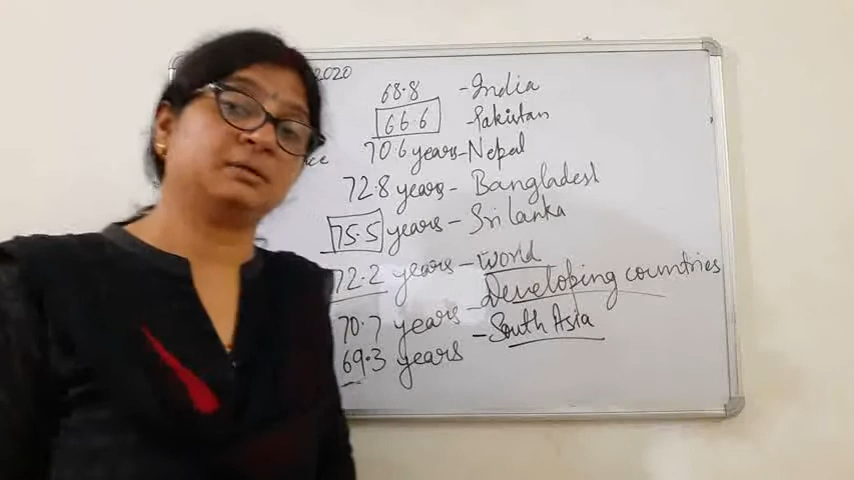 2020
68.8 - India
66.6 - Pakistan
70.6 years - Nepal
72.8 years - Bangladesh
75.5 years - Sri lanka
72.2 years - World
70.7 years - Developing countries
69.3 years - South Asia